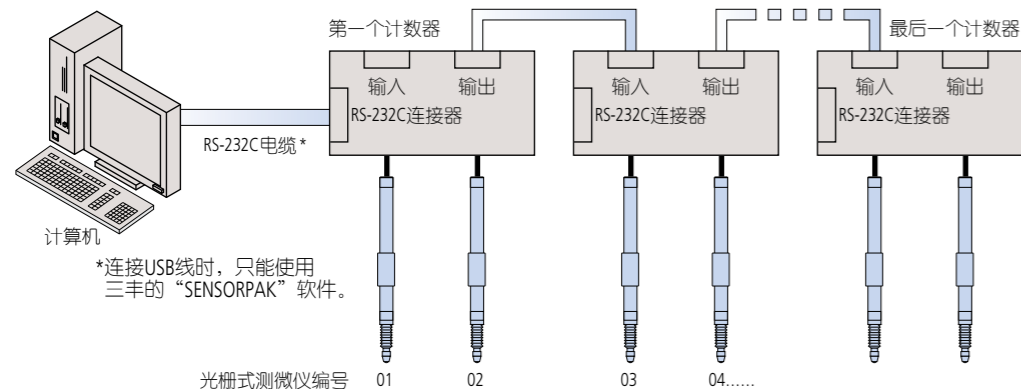 第一个计数器
最后一个计数器
输入
输出
输入
输出
输入
输出
RS-232C连接器
RS-232C连接器
RS-232C连接器
RS-232C电缆*
计算机
*连接USB线时，只能使用
三丰的“SENSORPAK”软件。
光栅式测微仪编号 01 02 03 04......